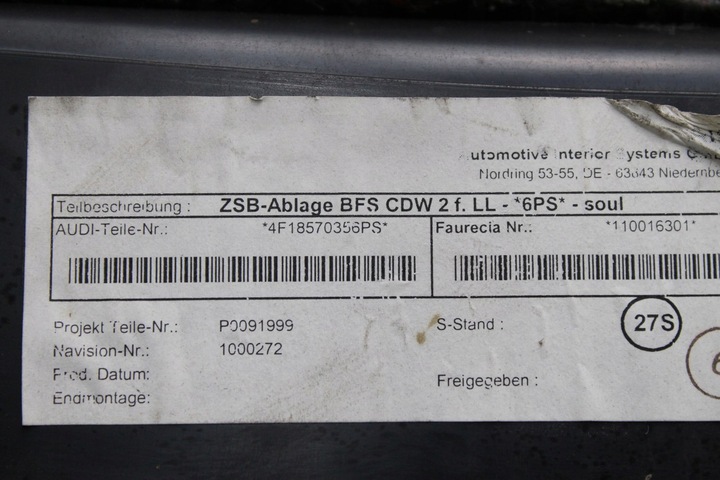 Automotive Interior Systems
Nordring 53-55, DE - 63843 Niedernbe
Teilbeschreibung : ZSB-Ablage BFS CDW 2 f. LL - *6PS* - soul
AUDI-Teile-Nr.: *4F18570356PS* Faurecia Nr.: *110016301*
Projekt Teile-Nr.: P0091999 S-Stand : 27S
Navision-Nr.: 1000272
Prod. Datum: Freigegeben :
Endmontage: